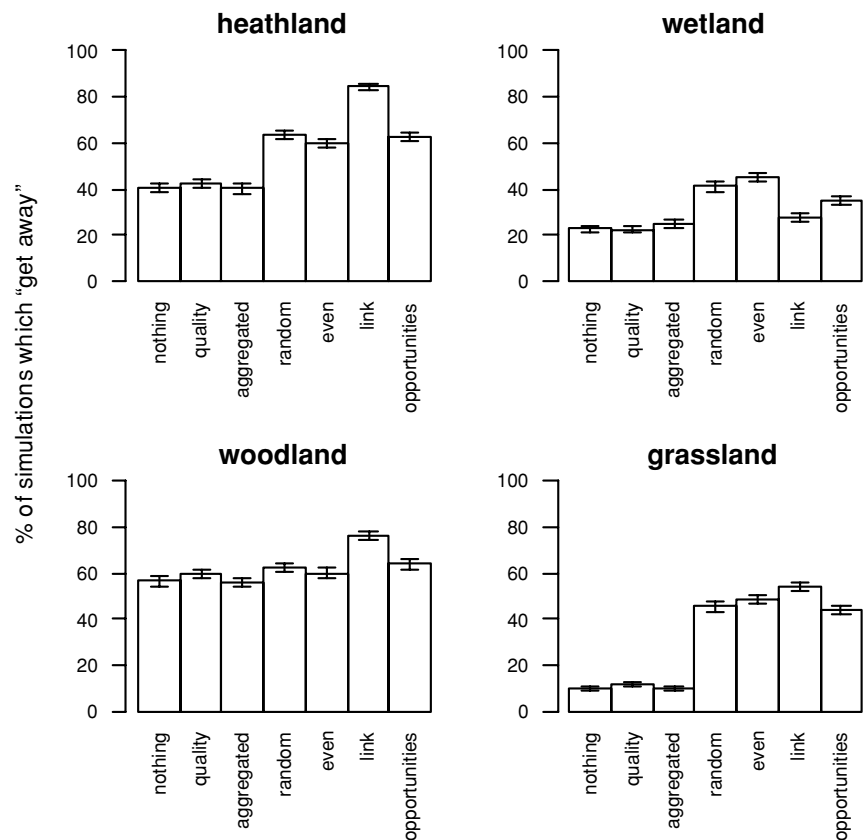 % of simulations which “get away”
heathland
100
80
60
40
20
0
nothing
quality
aggregated
random
even
link
opportunities
wetland
100
80
60
40
20
0
nothing
quality
aggregated
random
even
link
opportunities
woodland
100
80
60
40
20
0
nothing
quality
aggregated
random
even
link
opportunities
grassland
100
80
60
40
20
0
nothing
quality
aggregated
random
even
link
opportunities